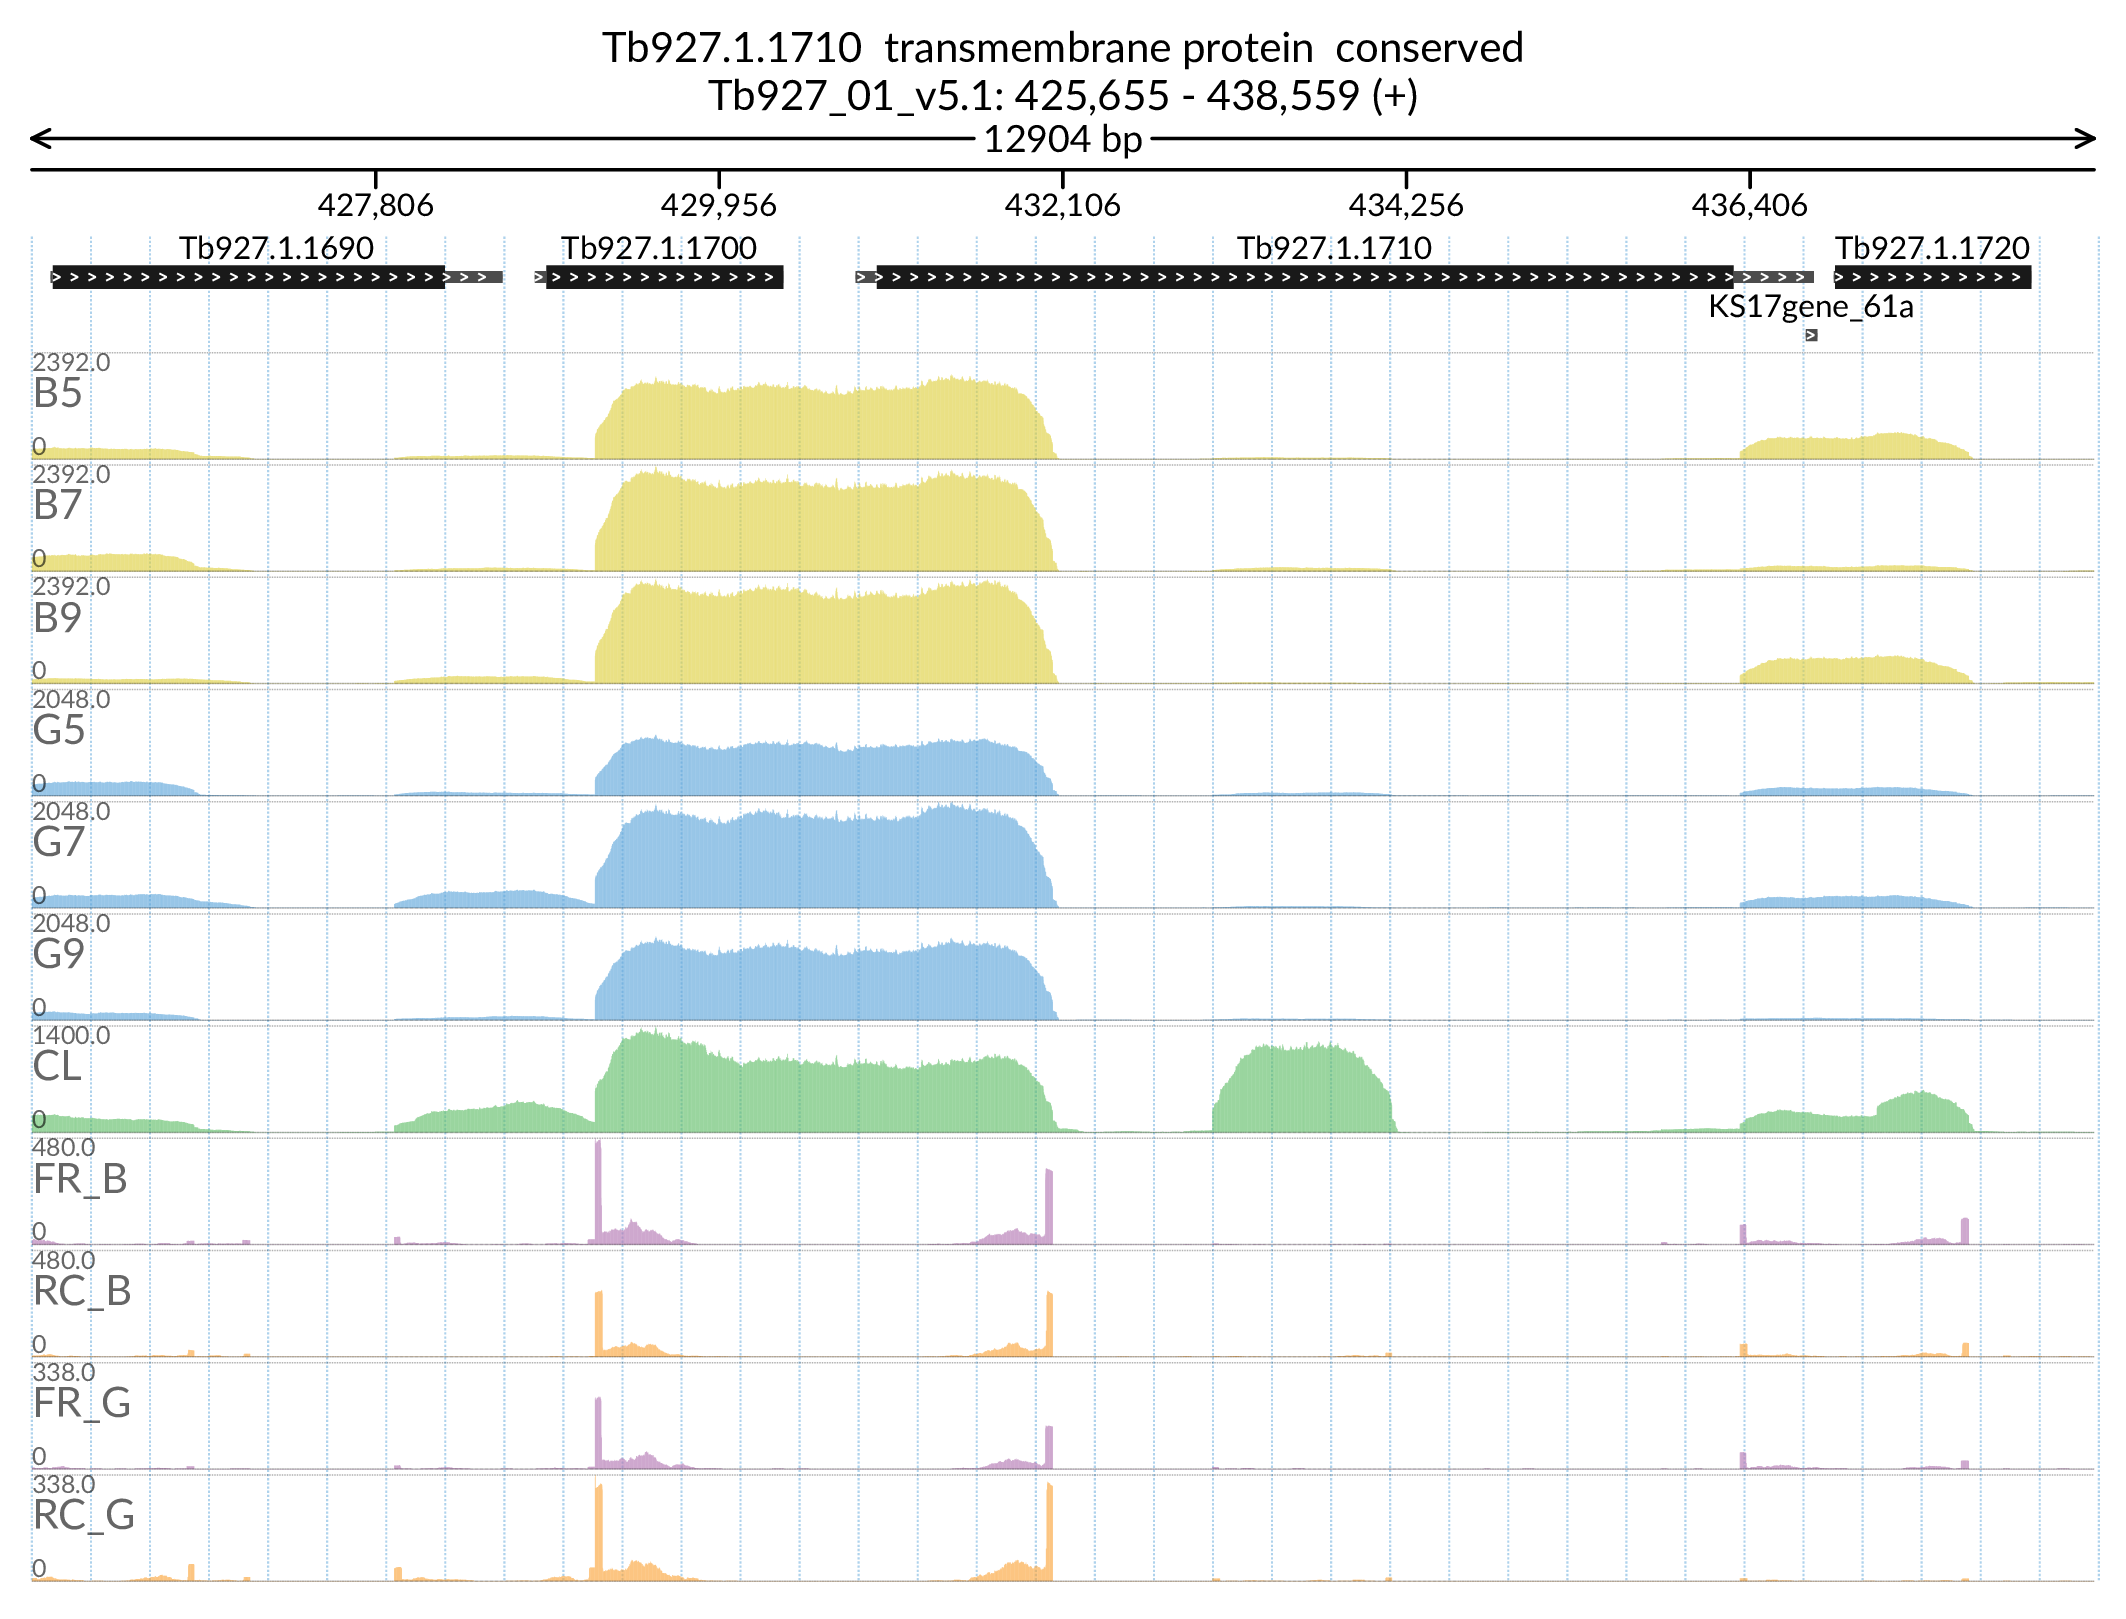 Tb927.1.1710  transmembrane protein  conserved
Tb927_01_v5.1: 425,655 - 438,559 (+)
12904 bp
427,806 429,956 432,106 434,256 436,406
Tb927.1.1690 Tb927.1.1700 Tb927.1.1710 Tb927.1.1720
KS17gene_61a
2392.0
B5
0
2392.0
B7
0
2392.0
B9
0
2048.0
G5
0
2048.0
G7
0
2048.0
G9
0
1400.0
CL
0
480.0
FR_B
0
480.0
RC_B
0
338.0
FR_G
0
338.0
RC_G
0